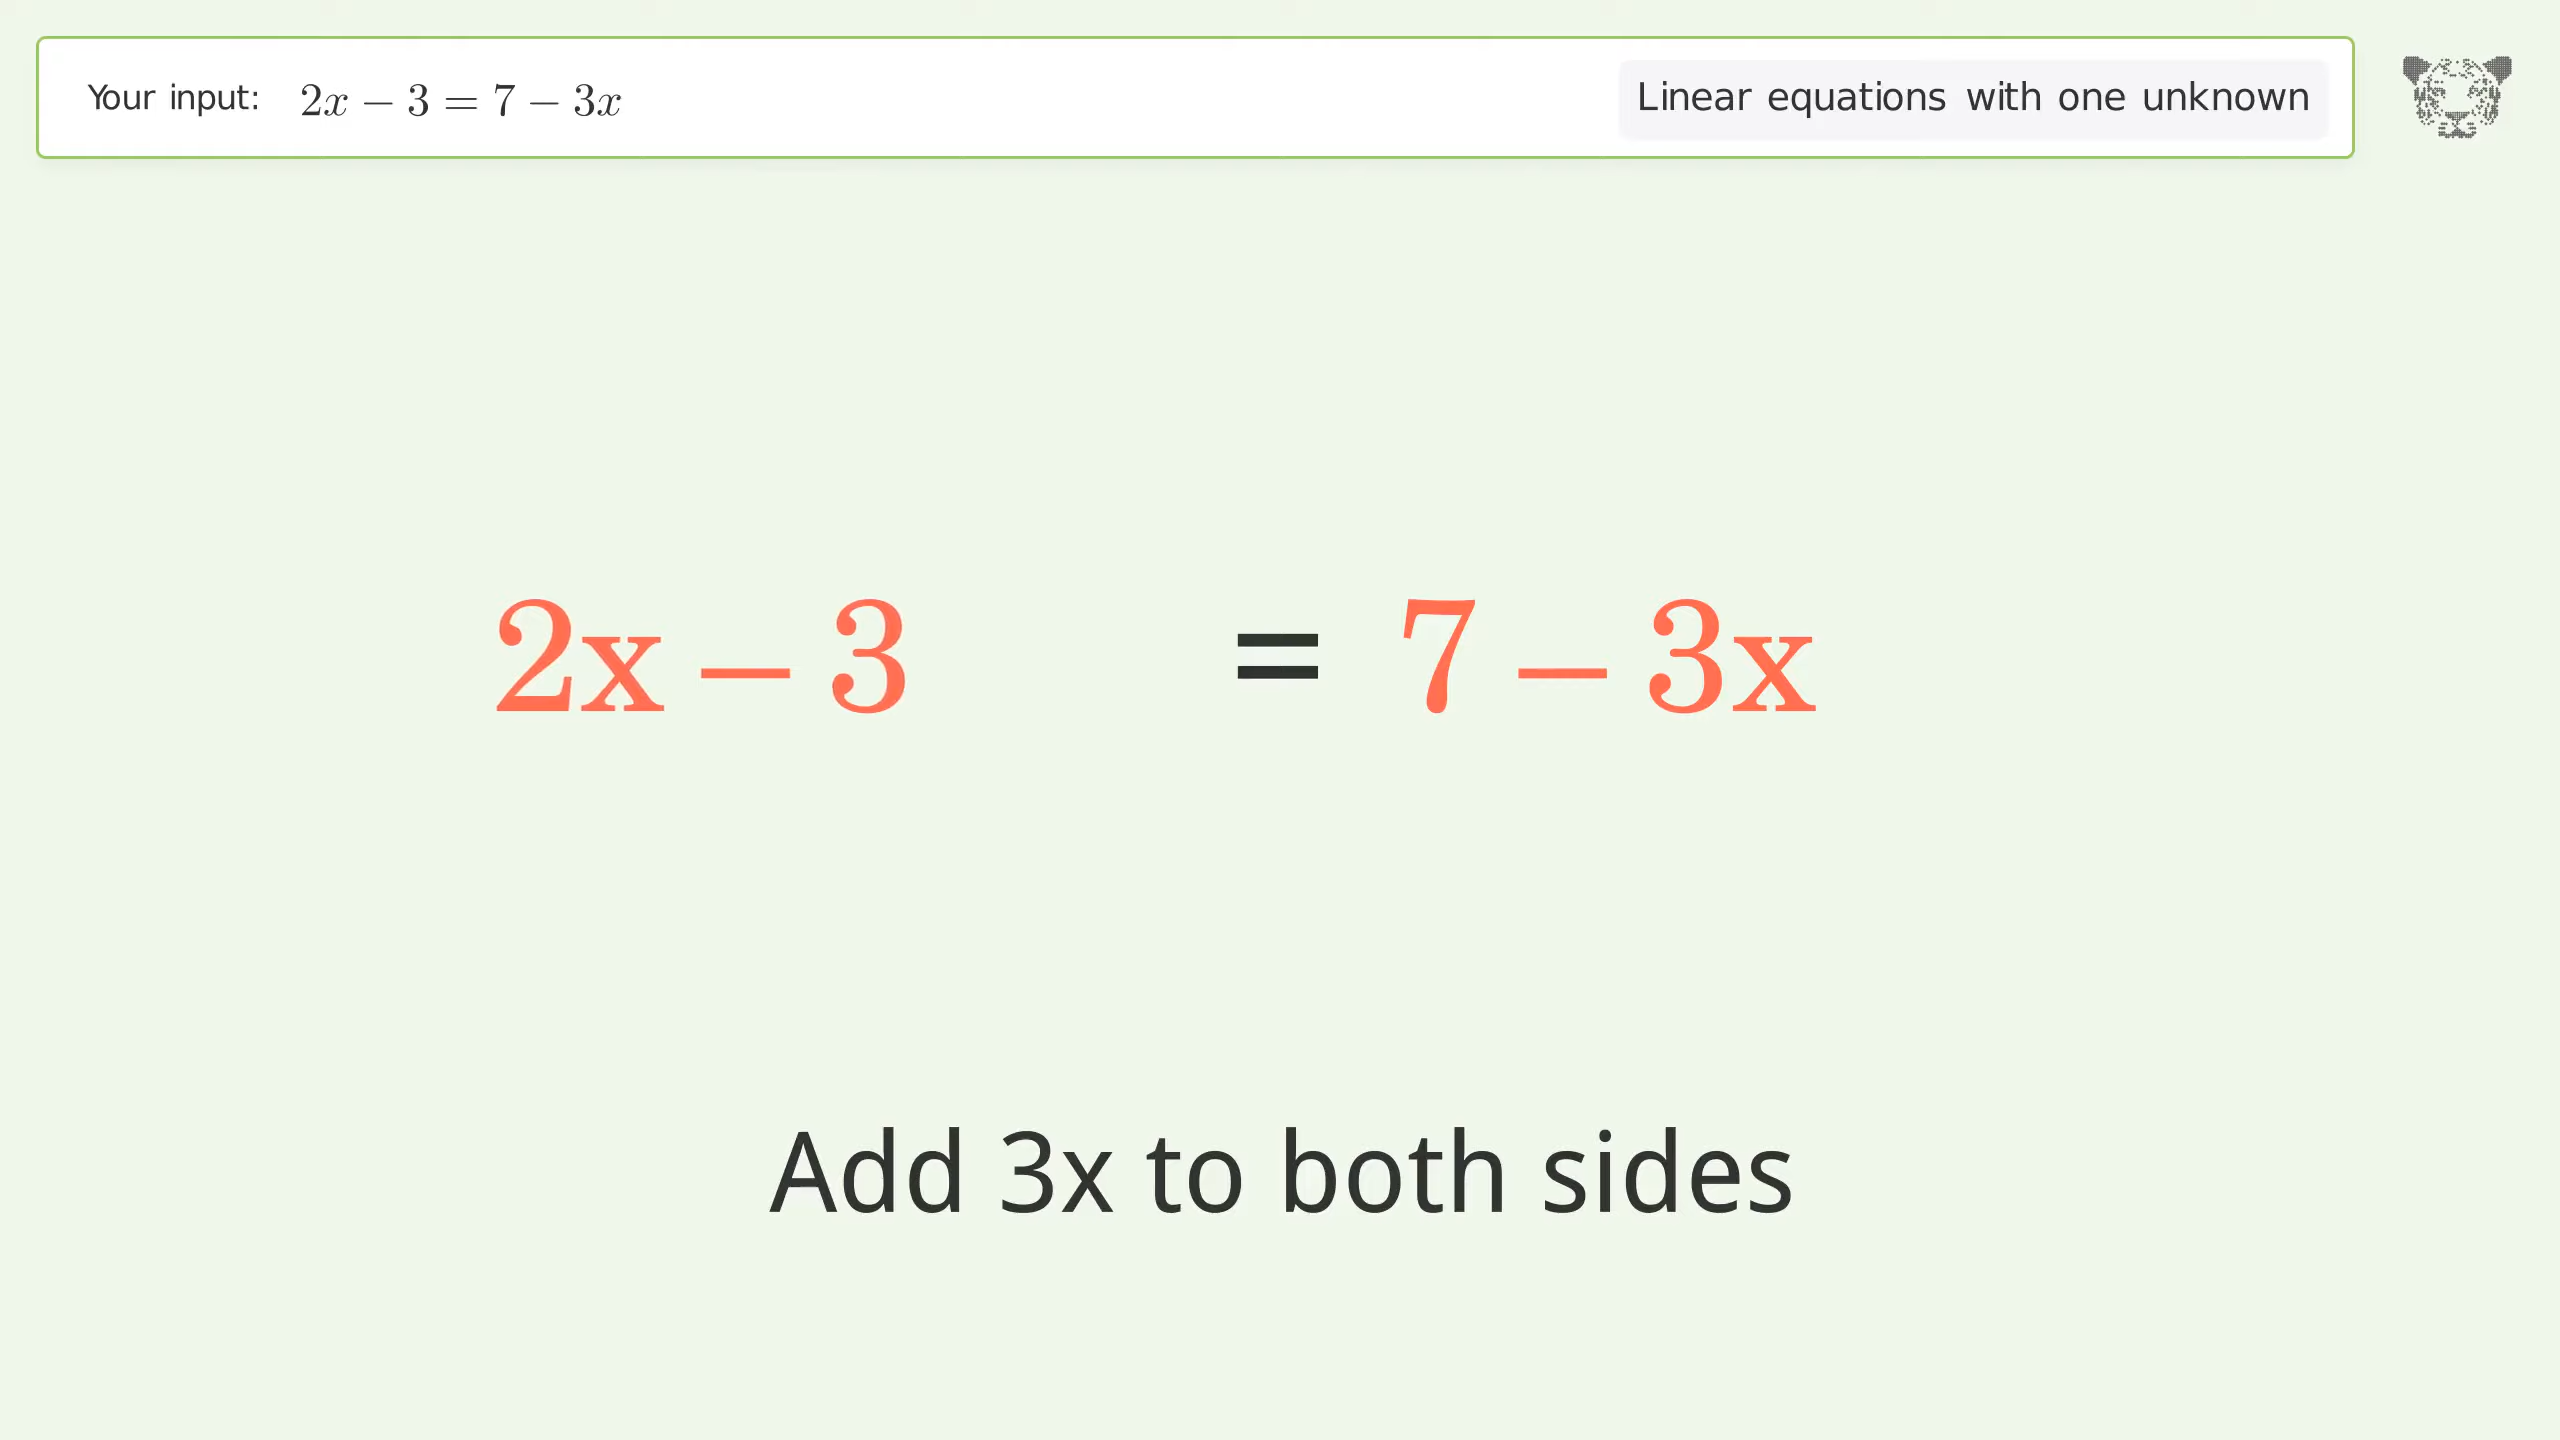 Your input: 2x − 3 = 7 − 3x
Linear equations with one unknown
2x − 3 = 7 − 3x
Add 3x to both sides